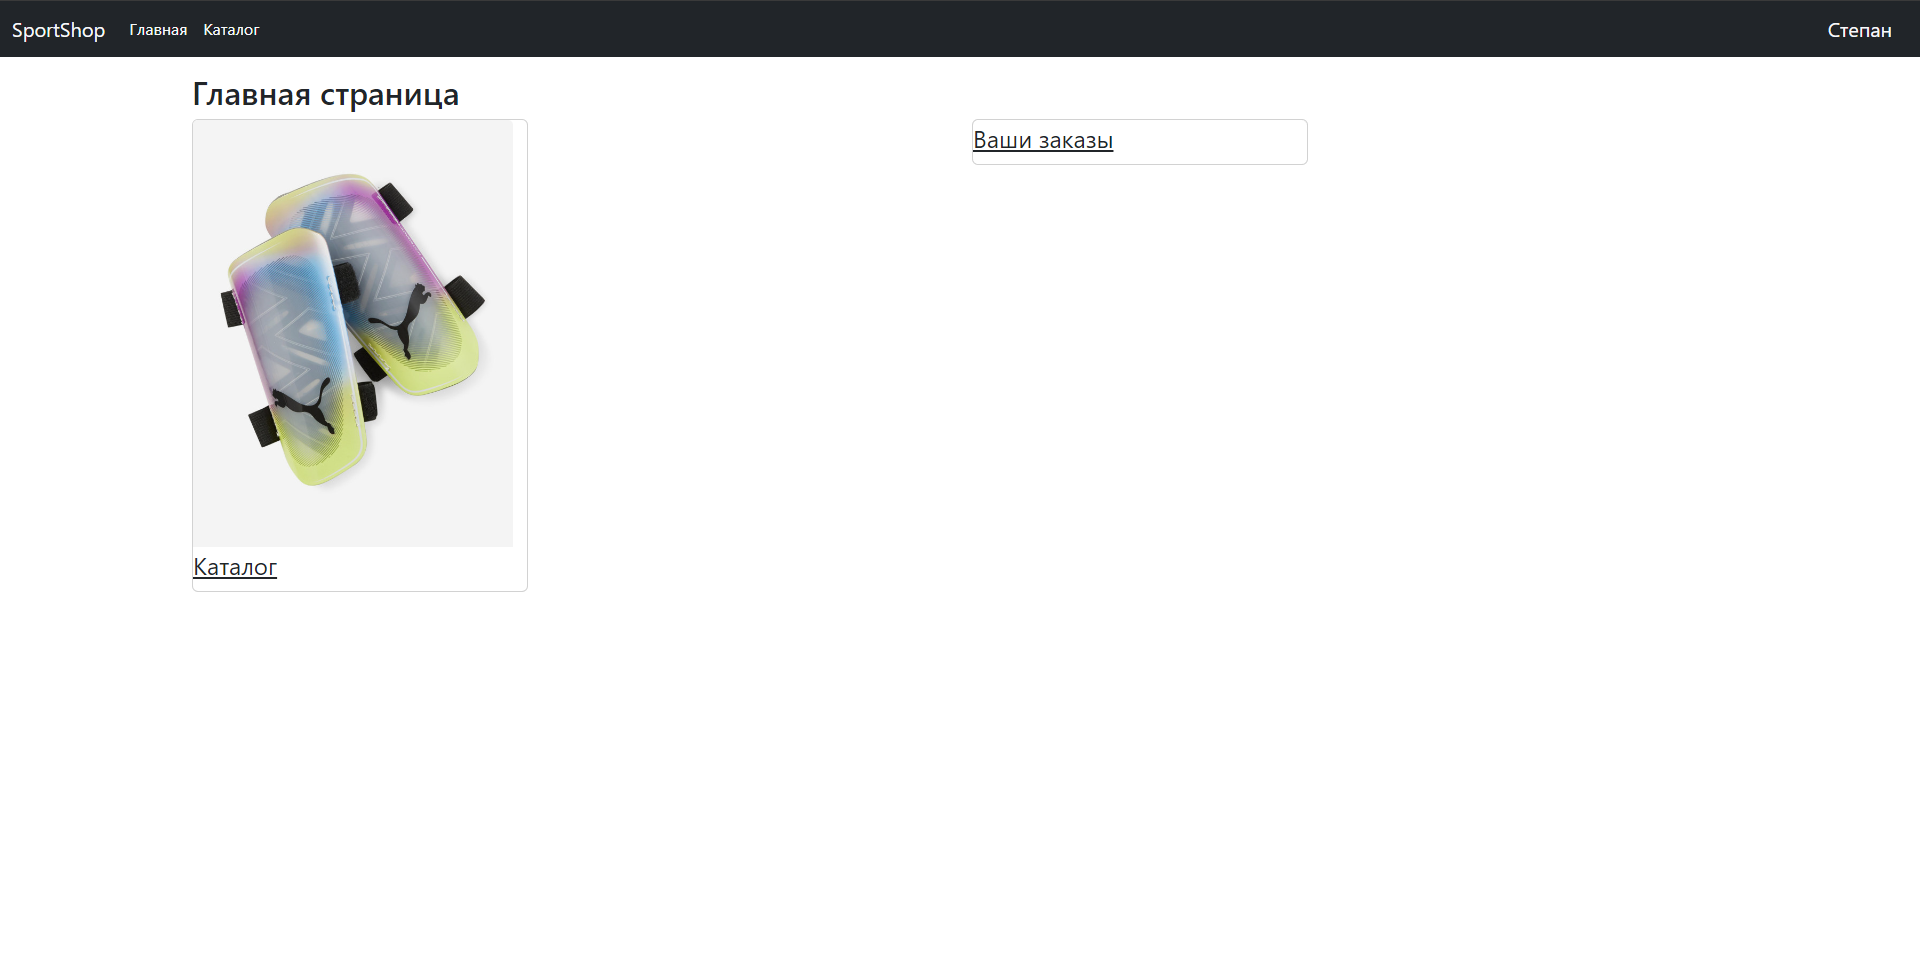 SportShop Главная Каталог Степан
Главная страница
Ваши заказы
Каталог